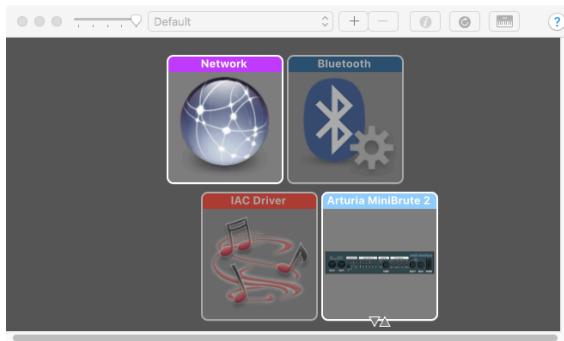 Default
?
Network
Bluetooth
IAC Driver
Arturia MiniBrute 2